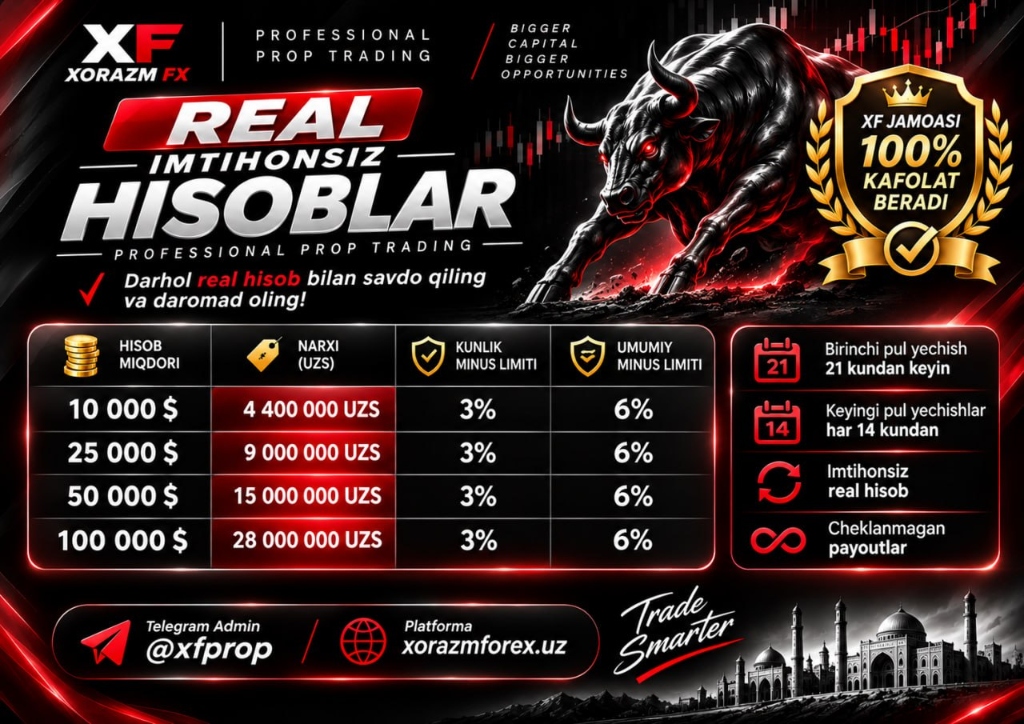 XF
XORAZM FX
PROFESSIONAL
PROP TRADING
BIGGER
CAPITAL
BIGGER
OPPORTUNITIES
REAL
IMTIHONSIZ
HISOBLAR
PROFESSIONAL PROP TRADING
Darhol real hisob bilan savdo qiling
va daromad oling!
XF JAMOASI
100%
KAFOLAT
BERADI
HISOB
MIQDORI
NARXI
(UZS)
KUNLIK
MINUS LIMITI
UMUMIY
MINUS LIMITI
10 000 $ 4 400 000 UZS 3% 6%
25 000 $ 9 000 000 UZS 3% 6%
50 000 $ 15 000 000 UZS 3% 6%
100 000 $ 28 000 000 UZS 3% 6%
21
Birinchi pul yechish
21 kundan keyin
14
Keyingi pul yechishlar
har 14 kundan
Imtihonsiz
real hisob
Cheklanmagan
payoutlar
Telegram Admin
@xfprop
Platforma
xorazmforex.uz
Trade
Smarter